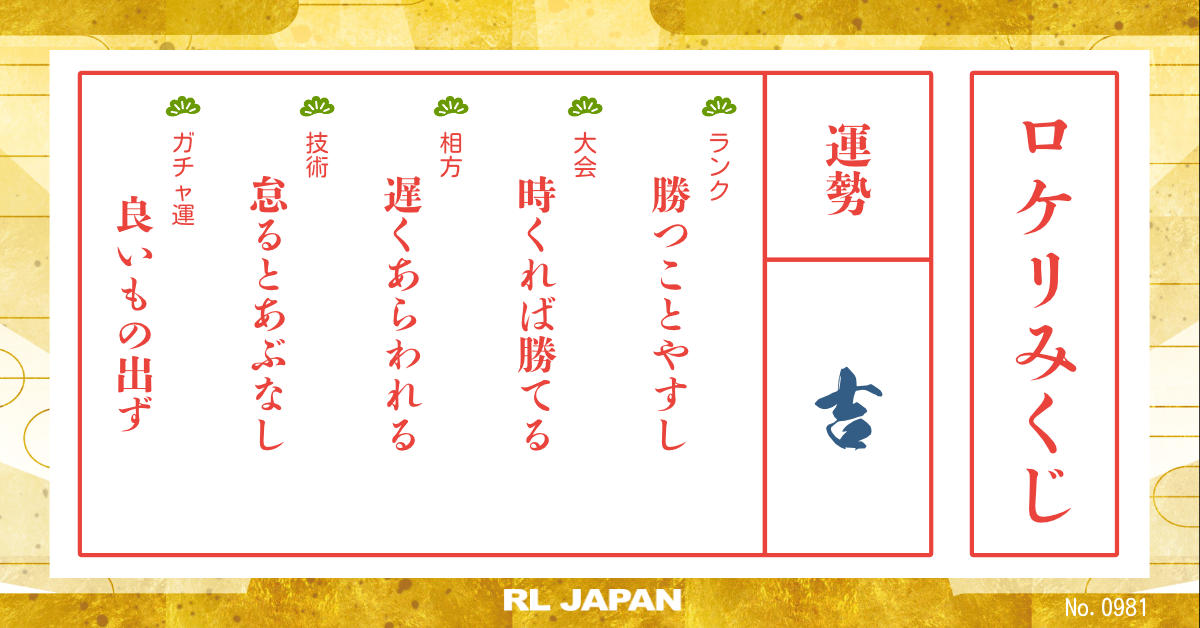 ロケリみくじ
運勢
吉
ランク
勝つことやすし
大会
時くれば勝てる
相方
遅くあらわれる
技術
怠るとあぶなし
ガチャ運
良いもの出ず
RL JAPAN
No. 0981